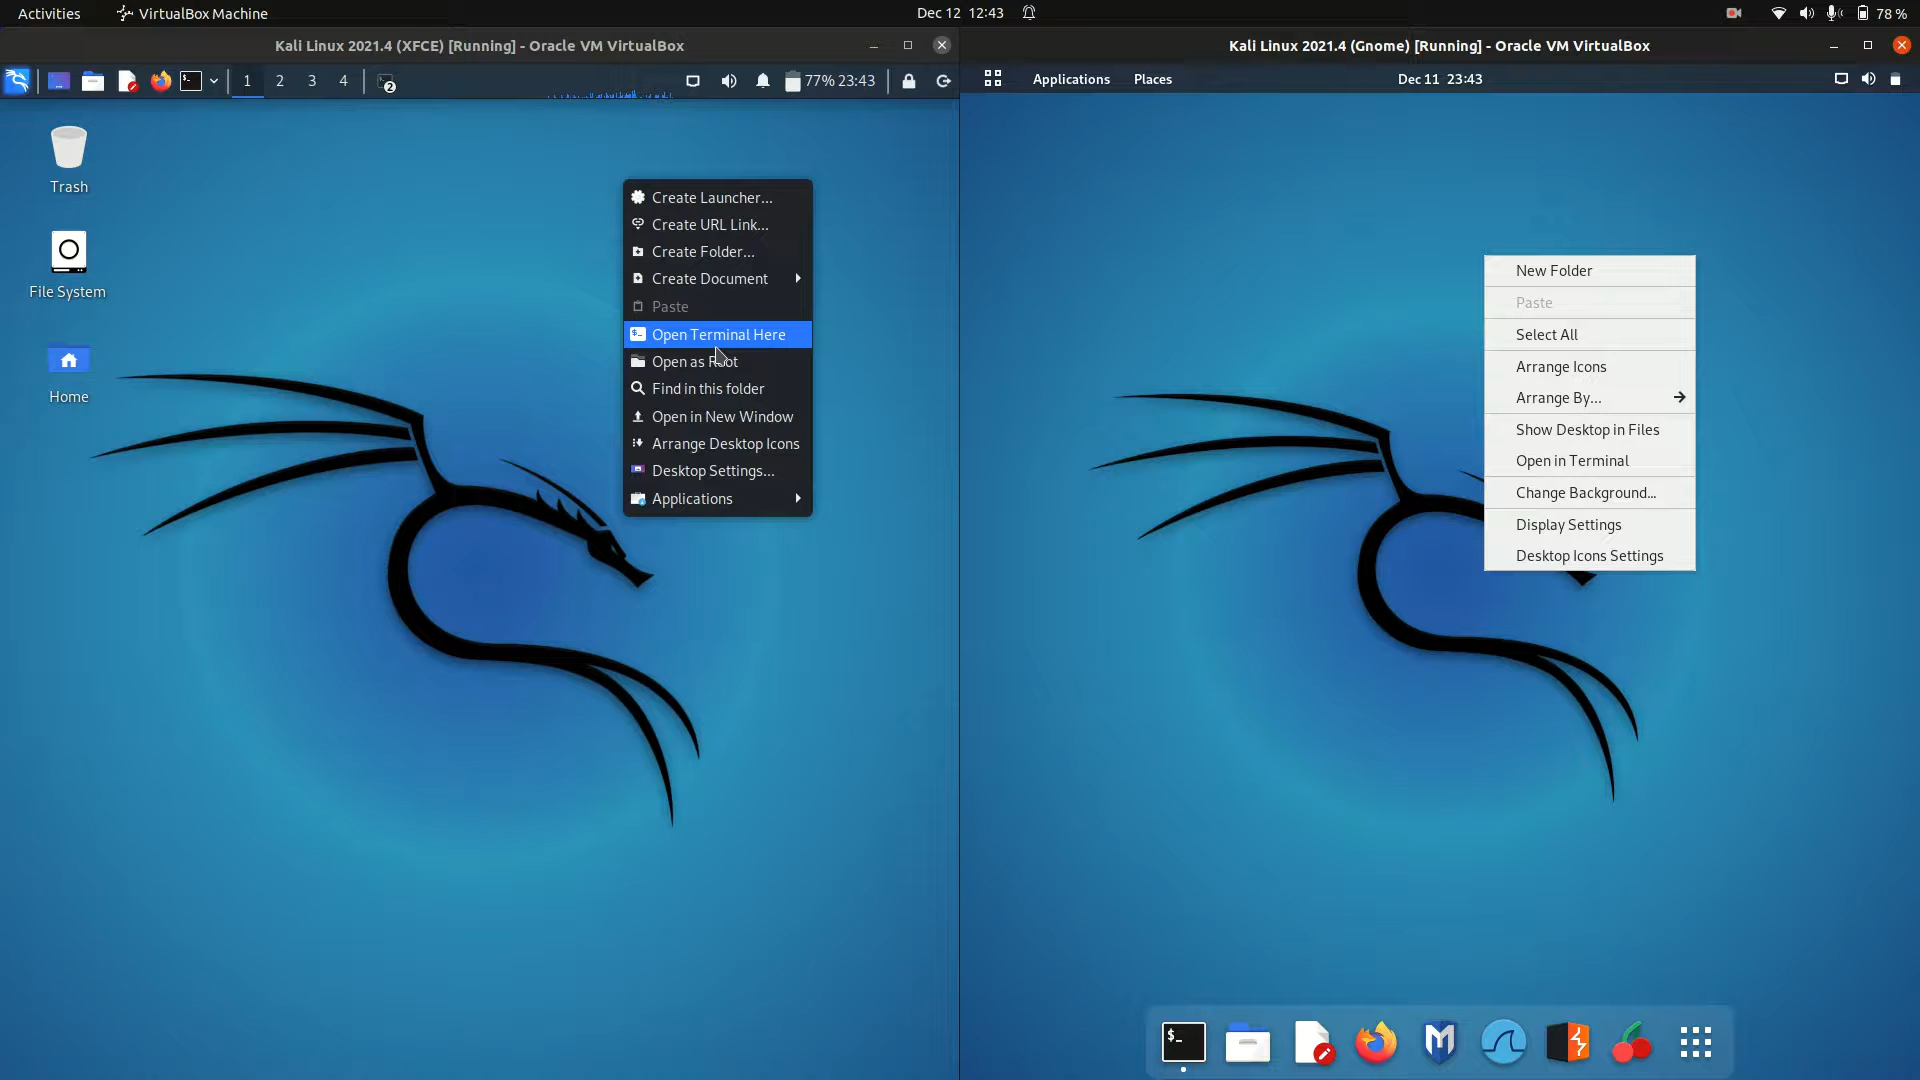 Activities
VirtualBox Machine
Dec 12 12:43
78 %
Kali Linux 2021.4 (XFCE) [Running] - Oracle VM VirtualBox
1 2 3 4
2
77% 23:43
Trash
File System
Home
Create Launcher...
Create URL Link...
Create Folder...
Create Document
Paste
Open Terminal Here
Open as Root
Find in this folder
Open in New Window
Arrange Desktop Icons
Desktop Settings...
Applications
Kali Linux 2021.4 (Gnome) [Running] - Oracle VM VirtualBox
Applications
Places
Dec 11 23:43
New Folder
Paste
Select All
Arrange Icons
Arrange By...
Show Desktop in Files
Open in Terminal
Change Background...
Display Settings
Desktop Icons Settings
$_